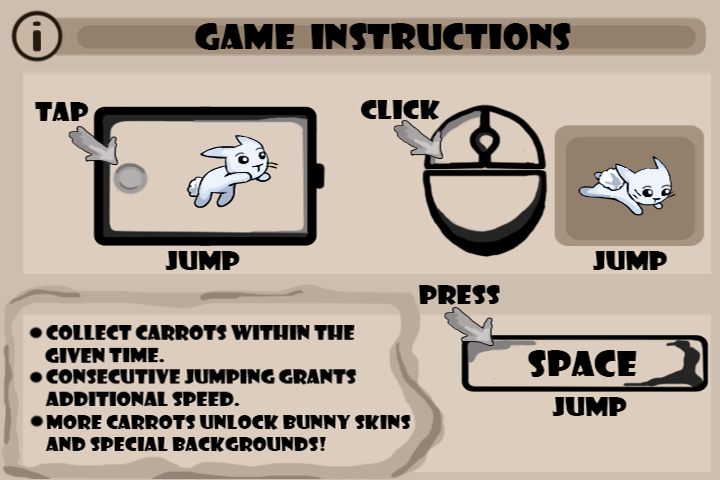 i GAME INSTRUCTIONS
TAP
JUMP
CLICK
JUMP
PRESS
SPACE
JUMP
• COLLECT CARROTS WITHIN THE
GIVEN TIME.
• CONSECUTIVE JUMPING GRANTS
ADDITIONAL SPEED.
• MORE CARROTS UNLOCK BUNNY SKINS
AND SPECIAL BACKGROUNDS!